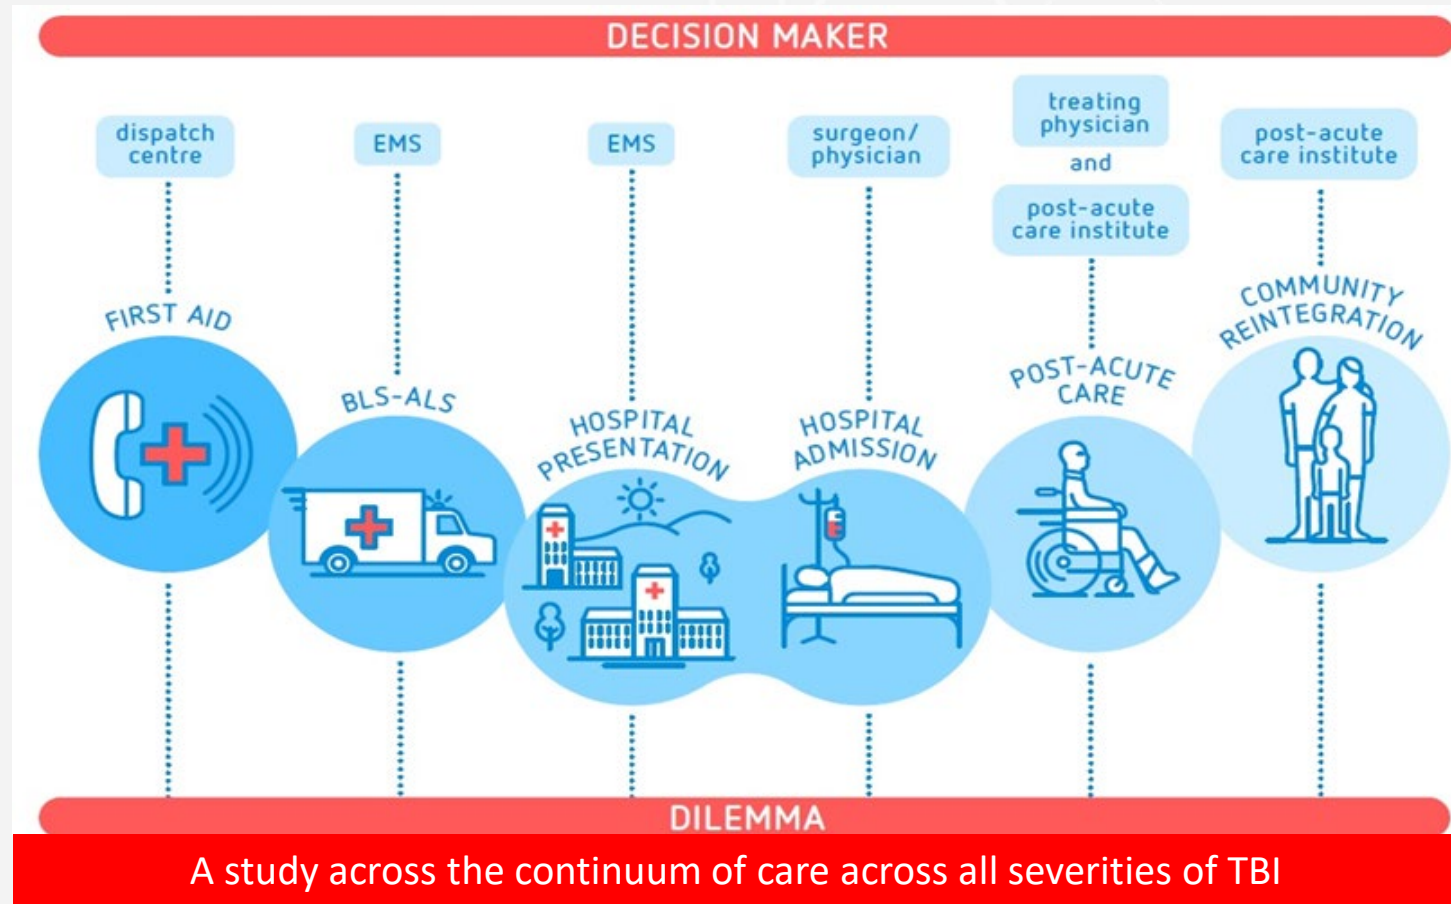 DECISION MAKER
dispatch
centre
EMS
EMS
surgeon/
physician
treating
physician
and
post-acute
care institute
post-acute
care institute
FIRST AID
BLS-ALS
HOSPITAL
PRESENTATION
HOSPITAL
ADMISSION
POST-ACUTE
CARE
COMMUNITY
REINTEGRATION
DILEMMA
A study across the continuum of care across all severities of TBI